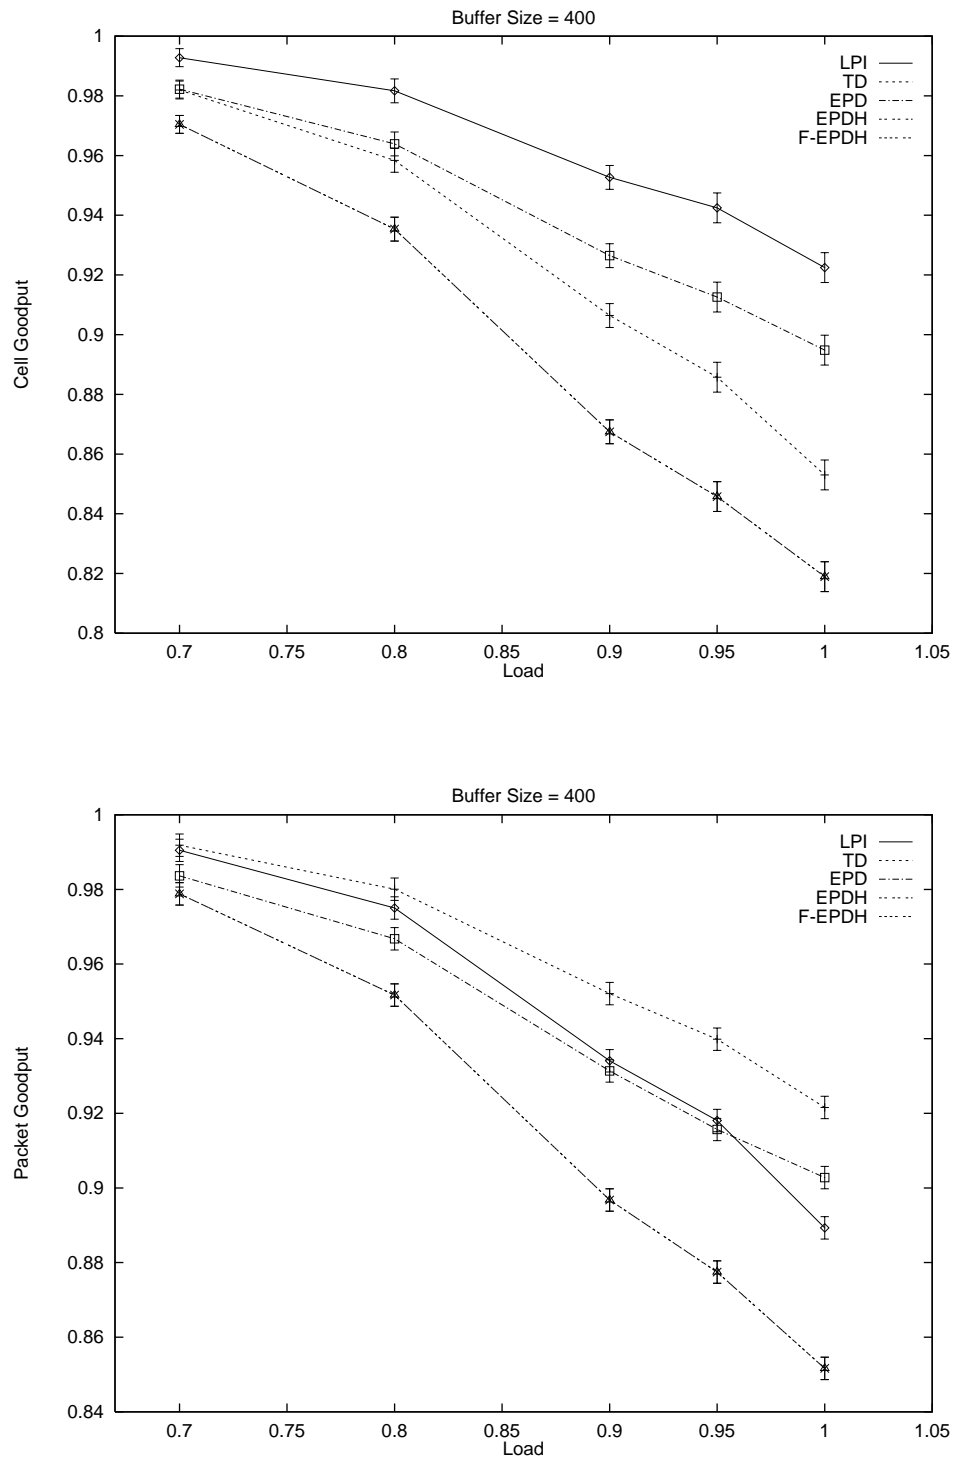 Buffer Size = 400
1
0.98
0.96
0.94
0.92
0.9
0.88
0.86
0.84
0.82
0.8
Cell Goodput
LPI
TD
EPD
EPDH
F-EPDH
0.7 0.75 0.8 0.85 0.9 0.95 1 1.05
Load
Buffer Size = 400
1
0.98
0.96
0.94
0.92
0.9
0.88
0.86
0.84
Packet Goodput
LPI
TD
EPD
EPDH
F-EPDH
0.7 0.75 0.8 0.85 0.9 0.95 1 1.05
Load